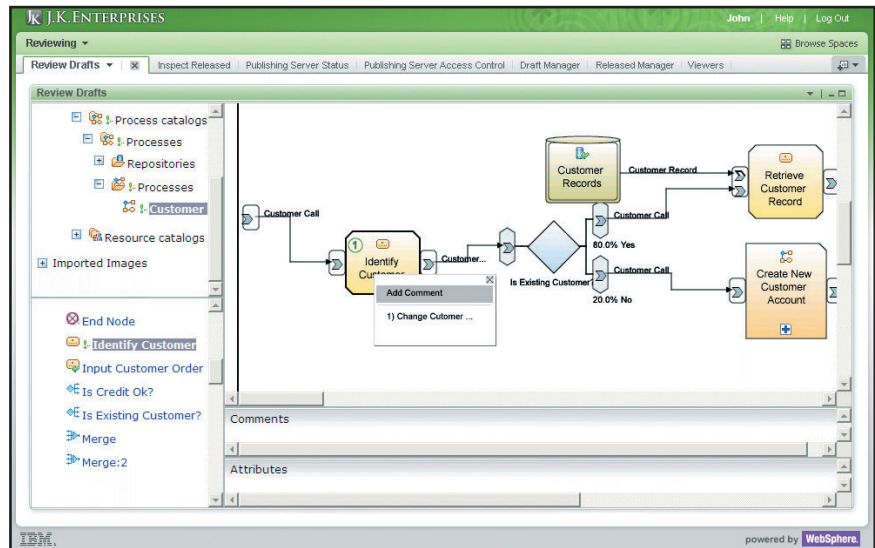 JK J.K.ENTERPRISES
John | Help | Log Out
Reviewing
Browse Spaces
Review Drafts
Inspect Released
Publishing Server Status
Publishing Server Access Control
Draft Manager
Released Manager
Viewers
Review Drafts
Process catalogs
Processes
Repositories
Processes
Customer
Resource catalogs
Imported Images
End Node
Identify Customer
Input Customer Order
Is Credit Ok?
Is Existing Customer?
Merge
Merge:2
Customer Call
1
Identify
Customer
Customer...
Add Comment
1) Change Cutomer ...
Customer
Records
Customer Record
Is Existing Customer?
Customer Call
80.0% Yes
Customer Call
20.0% No
Retrieve
Customer
Record
Create New
Customer
Account
Comments
Attributes
IBM.
powered by WebSphere.